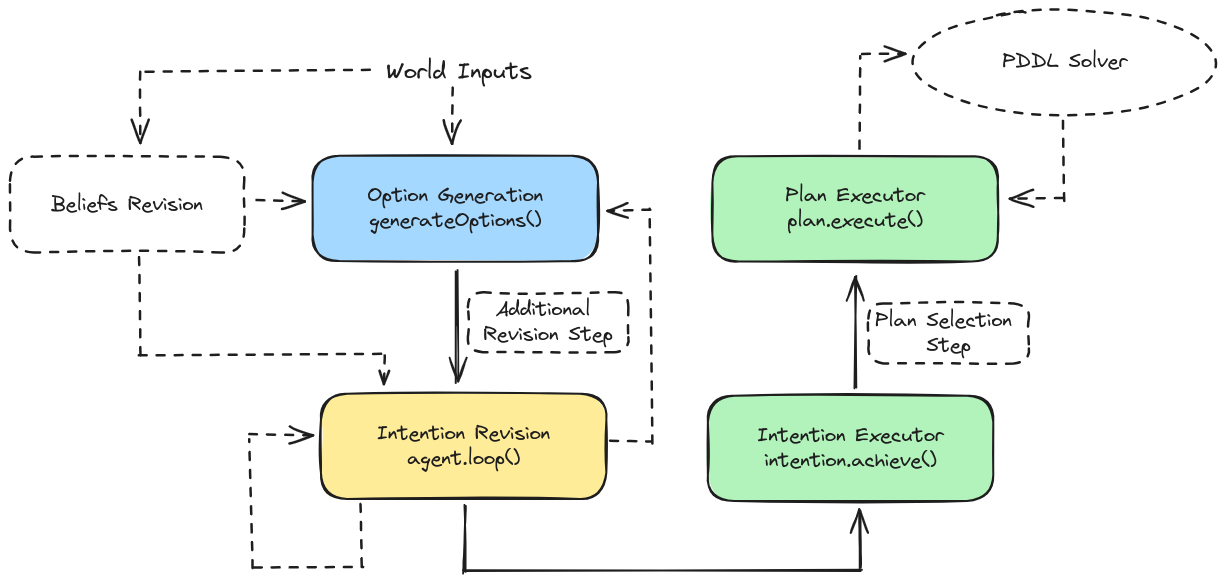 World Inputs
PDDL Solver
Beliefs Revision
Option Generation
generateOptions()
Plan Executor
plan.execute()
Additional
Revision Step
Plan Selection
Step
Intention Revision
agent.loop()
Intention Executor
intention.achieve()